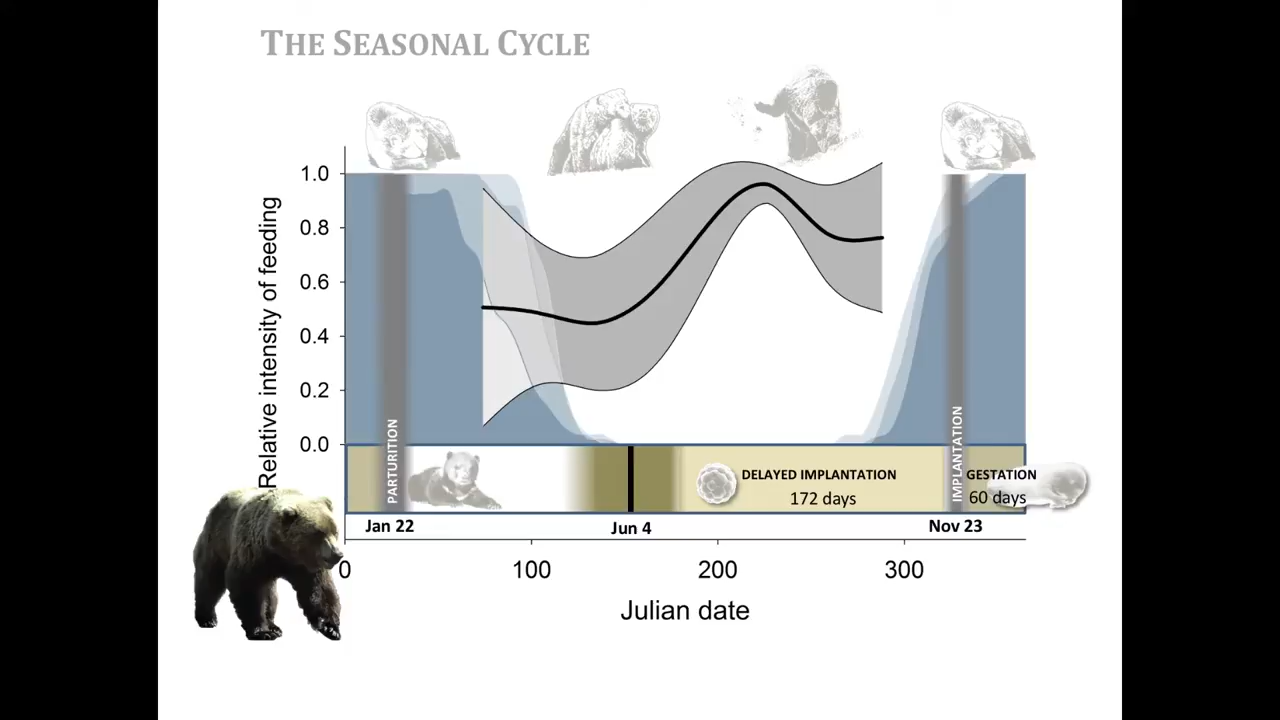 THE SEASONAL CYCLE
Relative intensity of feeding
1.0
0.8
0.6
0.4
0.2
0.0
PARTURITION
DELAYED IMPLANTATION
172 days
IMPLANTATION
GESTATION
60 days
Jan 22
Jun 4
Nov 23
0 100 200 300
Julian date